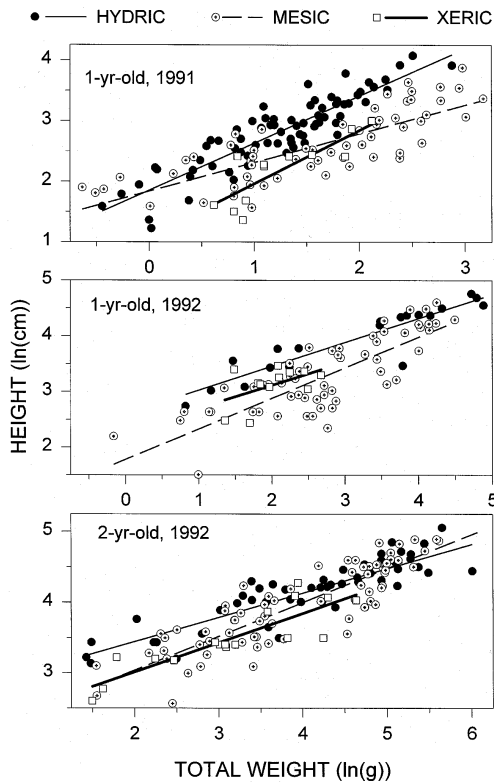 HYDRIC MESIC XERIC
4
3
2
1
1-yr-old, 1991
0 1 2 3
5
4
3
2
1-yr-old, 1992
0 1 2 3 4 5
5
4
3
2-yr-old, 1992
2 3 4 5 6
HEIGHT (ln(cm))
TOTAL WEIGHT (ln(g))